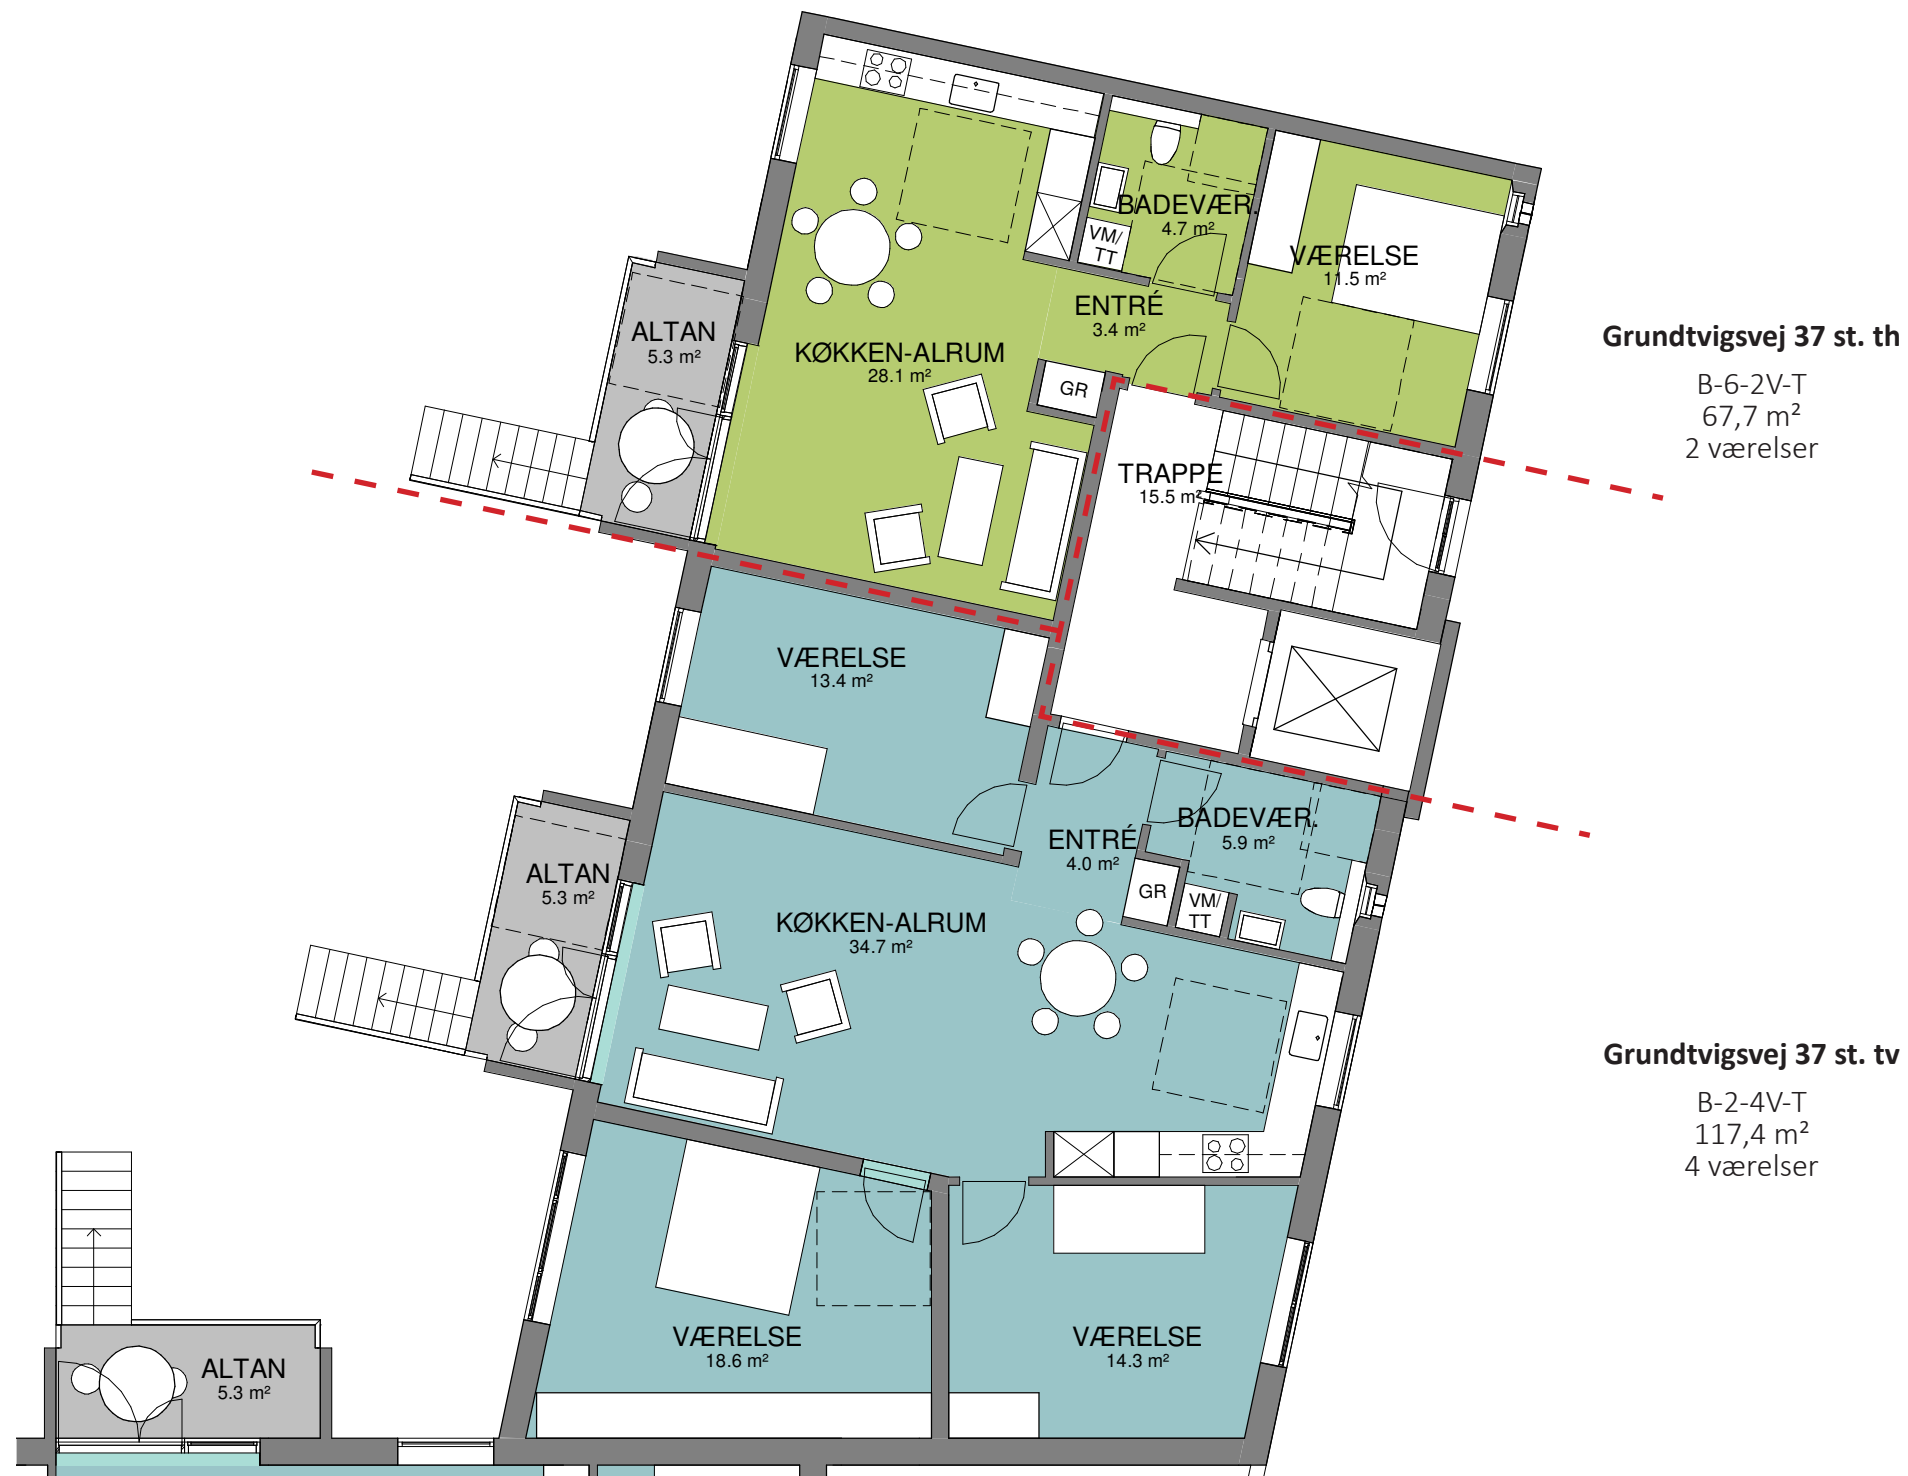 BADEVÆR.
4.7 m²
VM/
TT
VÆRELSE
11.5 m²
ENTRÉ
3.4 m²
ALTAN
5.3 m²
KØKKEN-ALRUM
28.1 m²
GR
Grundtvigsvej 37 st. th
B-6-2V-T
67,7 m²
2 værelser
TRAPPE
15.5 m²
VÆRELSE
13.4 m²
BADEVÆR.
5.9 m²
ENTRÉ
4.0 m²
ALTAN
5.3 m²
GR
VM/
TT
KØKKEN-ALRUM
34.7 m²
Grundtvigsvej 37 st. tv
B-2-4V-T
117,4 m²
4 værelser
VÆRELSE
18.6 m²
VÆRELSE
14.3 m²
ALTAN
5.3 m²